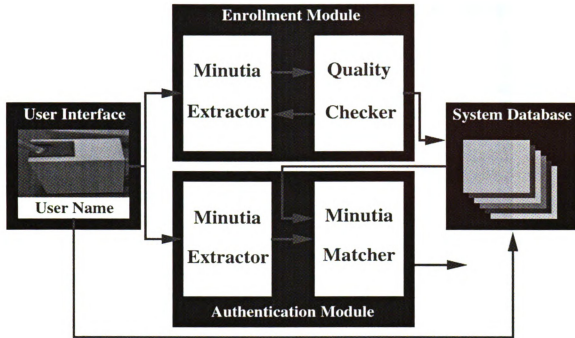 Enrollment Module
Minutia
Extractor
Quality
Checker
User Interface
User Name
System Database
Minutia
Extractor
Minutia
Matcher
Authentication Module